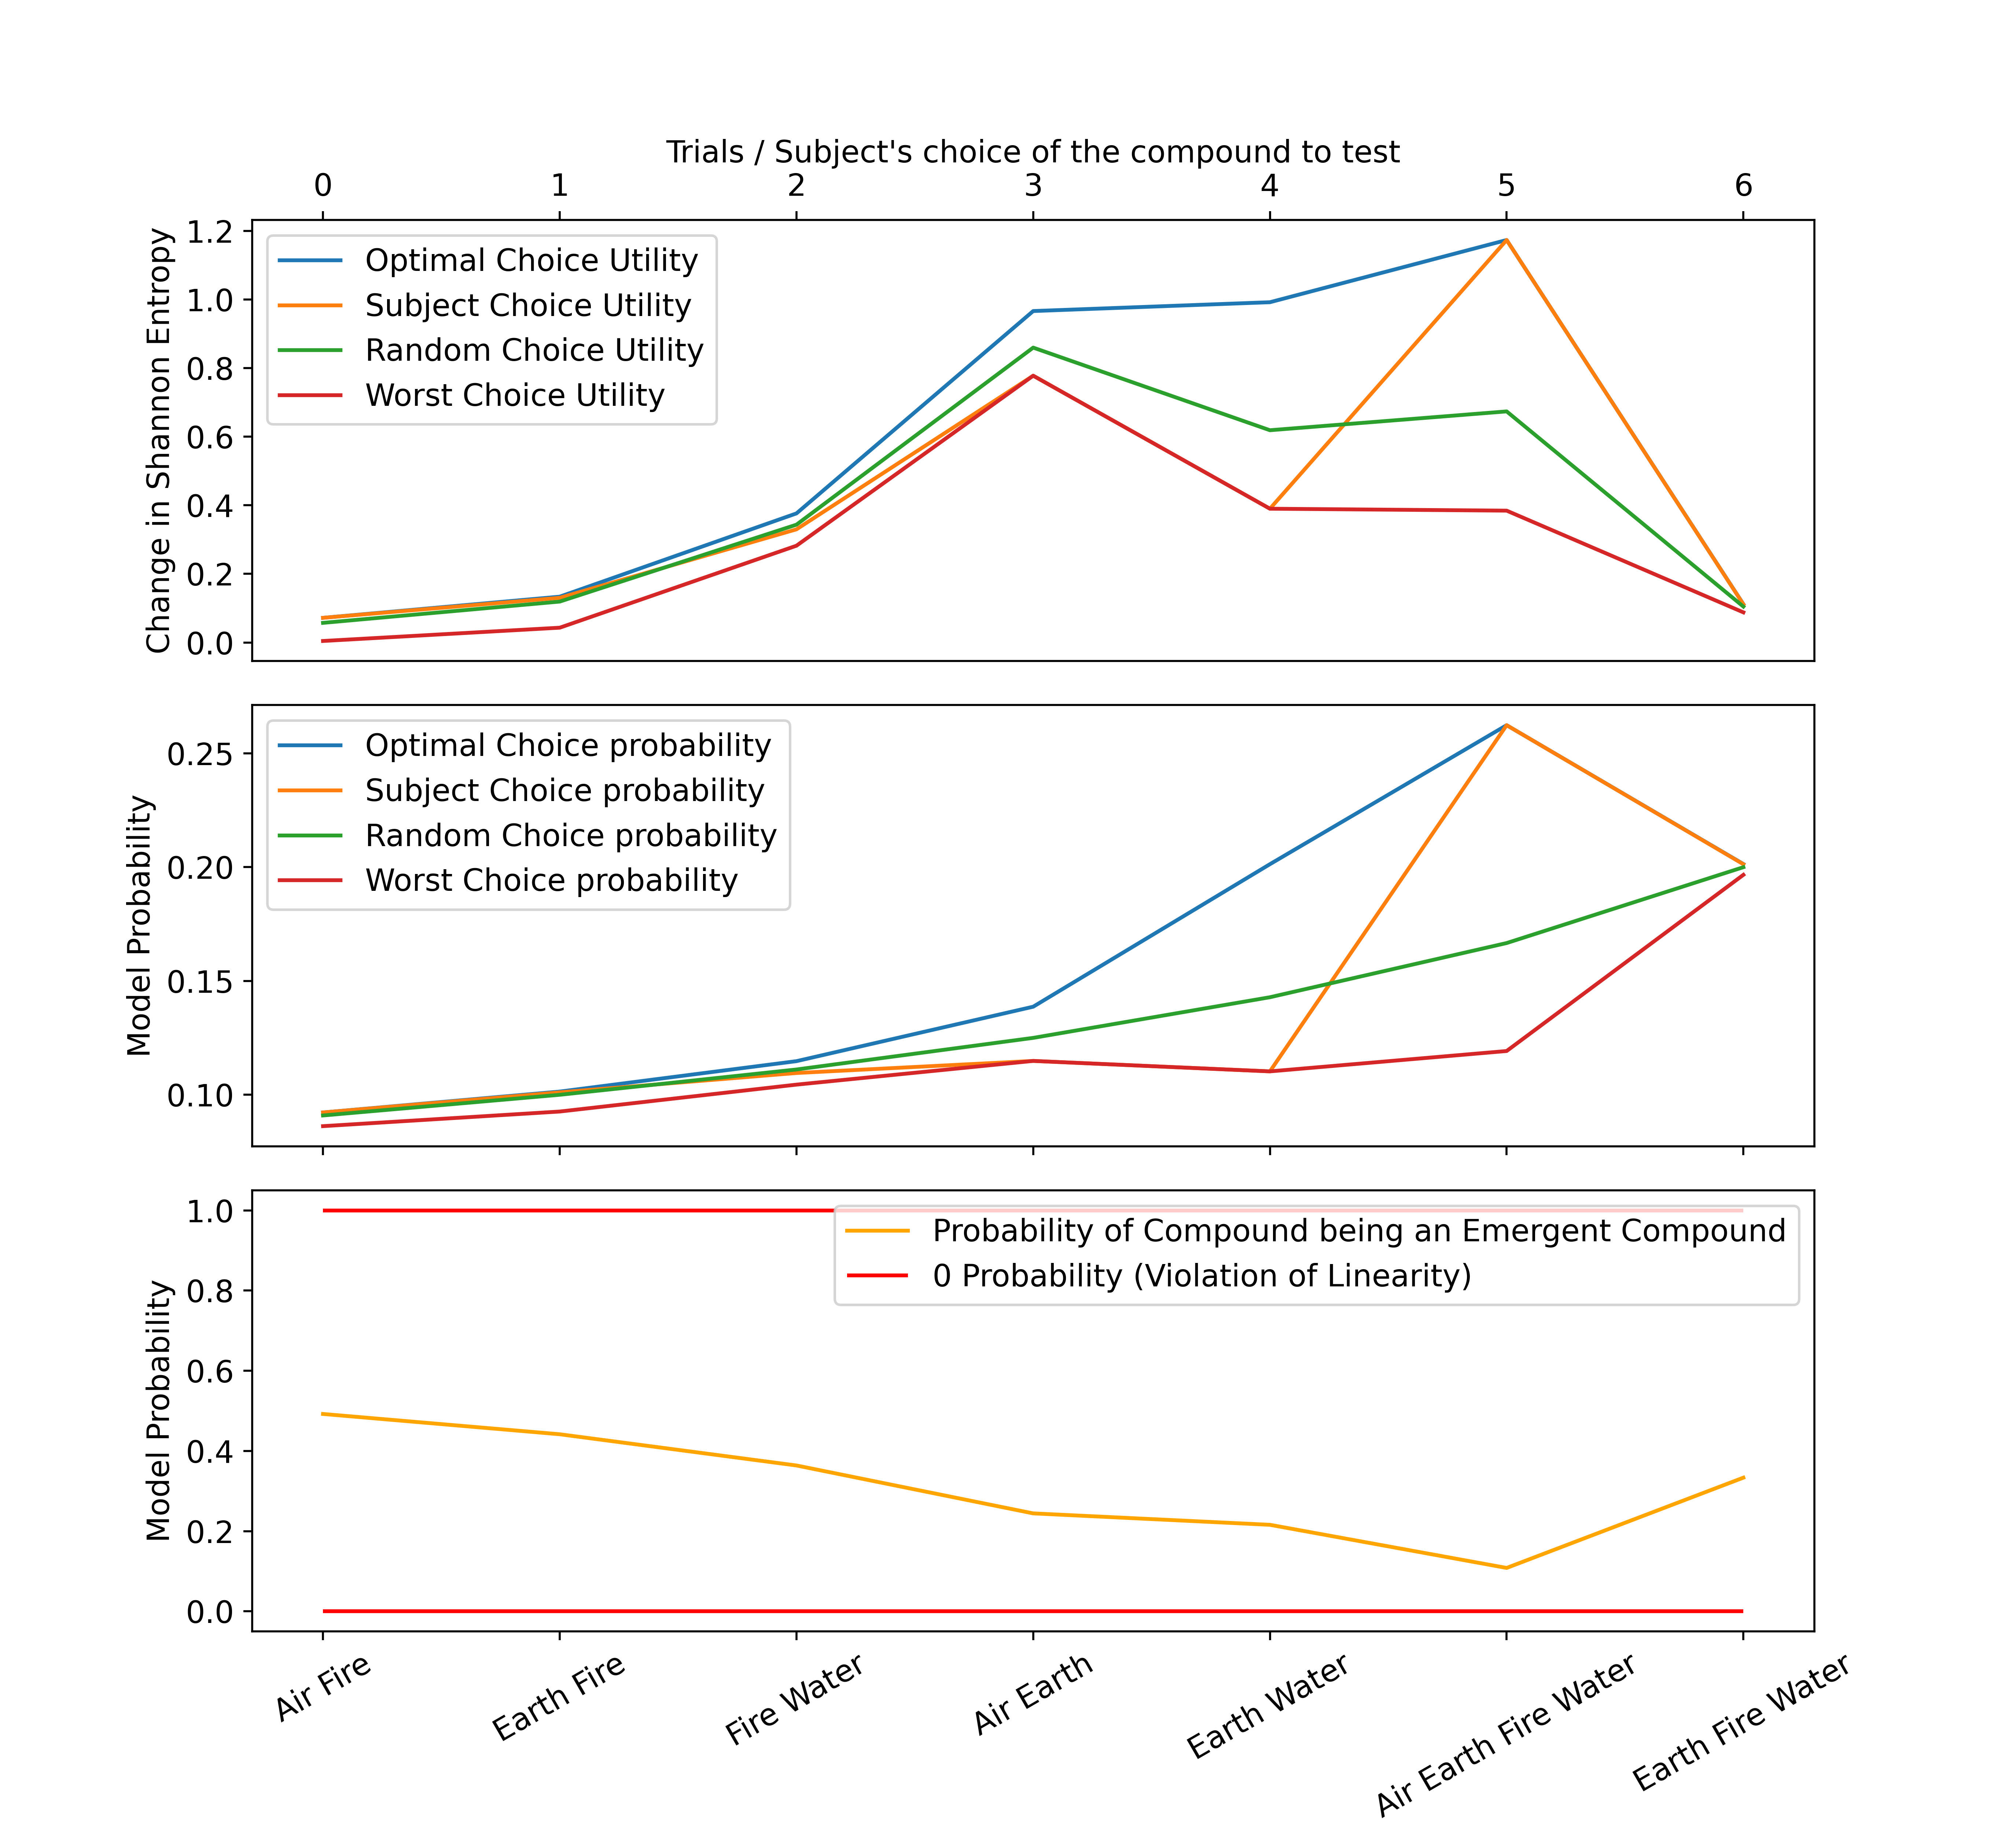 Trials / Subject's choice of the compound to test
0 1 2 3 4 5 6
Change in Shannon Entropy
1.2
1.0
0.8
0.6
0.4
0.2
0.0
Optimal Choice Utility
Subject Choice Utility
Random Choice Utility
Worst Choice Utility
Model Probability
0.25
0.20
0.15
0.10
Optimal Choice probability
Subject Choice probability
Random Choice probability
Worst Choice probability
Model Probability
1.0
0.8
0.6
0.4
0.2
0.0
Probability of Compound being an Emergent Compound
0 Probability (Violation of Linearity)
Air Fire
Earth Fire
Fire Water
Air Earth
Earth Water
Air Earth Fire Water
Earth Fire Water